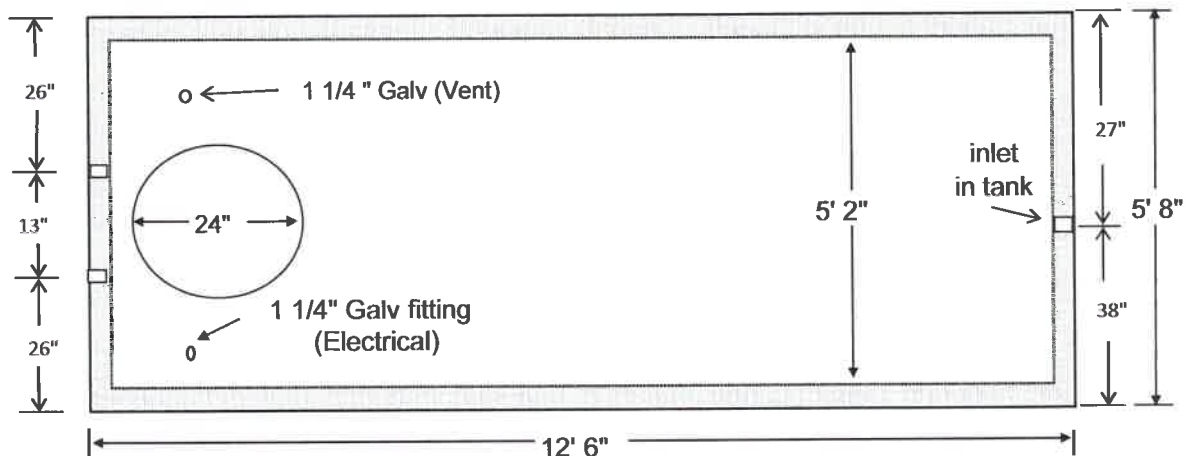 26"
13"
26"
1 1/4 " Galv (Vent)
24"
1 1/4" Galv fitting
(Electrical)
5' 2"
inlet
in tank
27"
38"
5' 8"
12' 6"